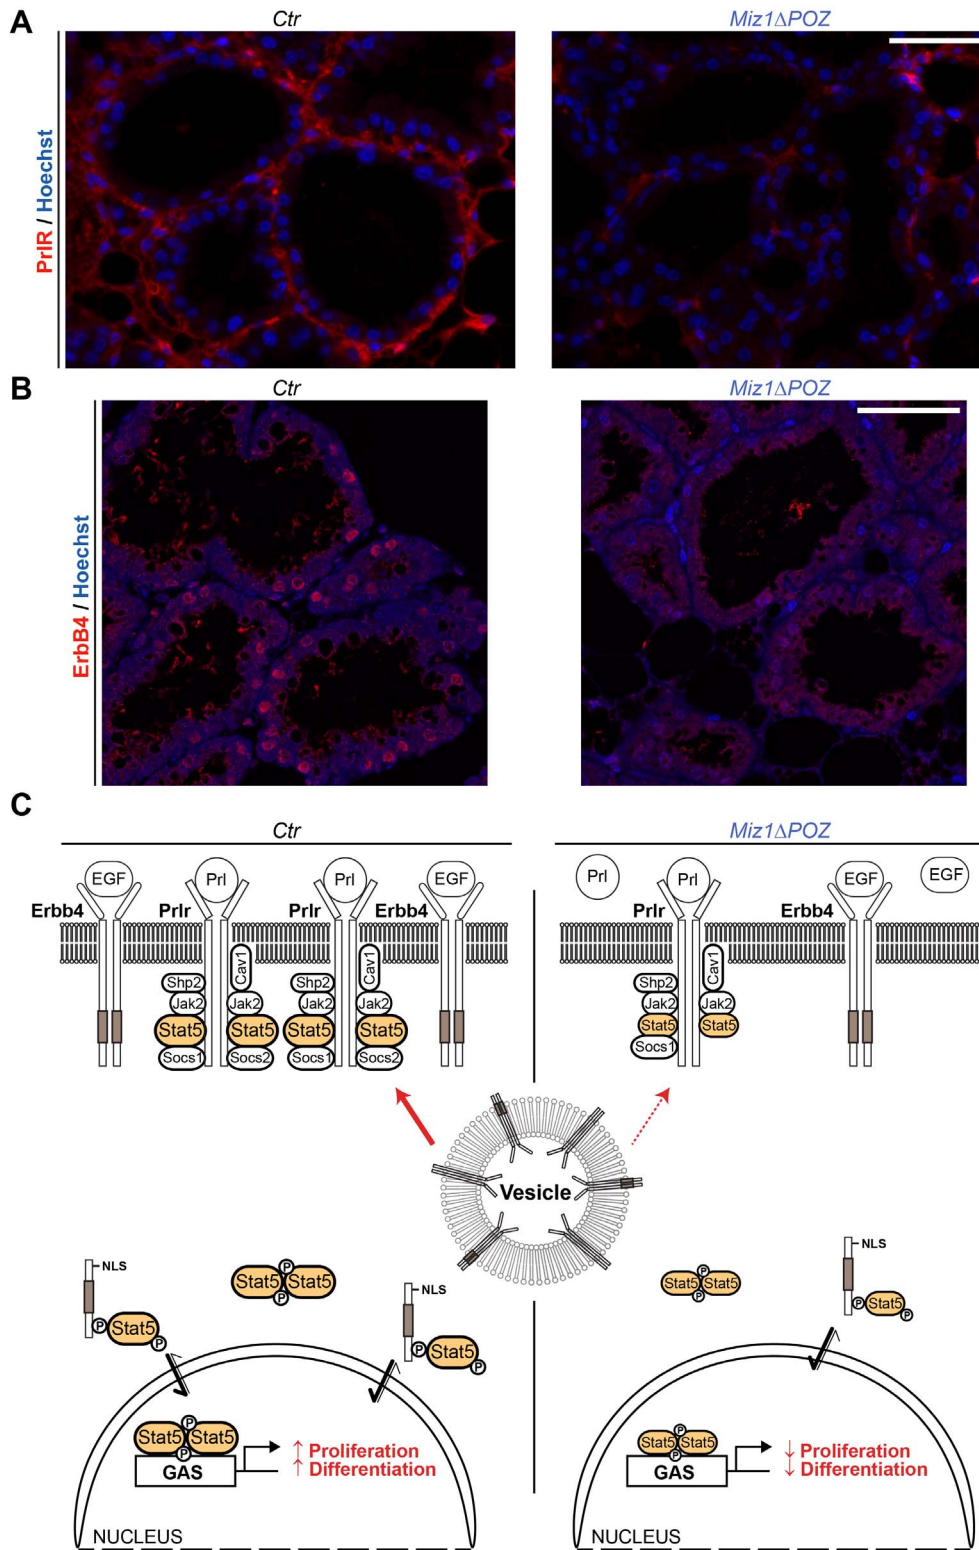 A
Ctr
Miz1ΔPOZ
PrlR / Hoechst
B
Ctr
Miz1ΔPOZ
ErbB4 / Hoechst
C
Ctr
Miz1ΔPOZ
EGF
Prl
Prl
EGF
Prl
Prl
EGF
EGF
Erbb4
Prlr
Prlr
Erbb4
Prlr
Erbb4
Cav1
Cav1
Cav1
Shp2
Shp2
Shp2
Jak2
Jak2
Jak2
Jak2
Jak2
Jak2
Stat5
Stat5
Stat5
Stat5
Stat5
Stat5
Socs1
Socs2
Socs1
Socs2
Socs1
Vesicle
NLS
P
Stat5
P
P
Stat5 Stat5
P
NLS
P
Stat5
P
P
Stat5 Stat5
P
NLS
P
Stat5
P
P
Stat5 Stat5
P
GAS
↑ Proliferation
↑ Differentiation
NUCLEUS
P
Stat5 Stat5
P
GAS
↓ Proliferation
↓ Differentiation
NUCLEUS